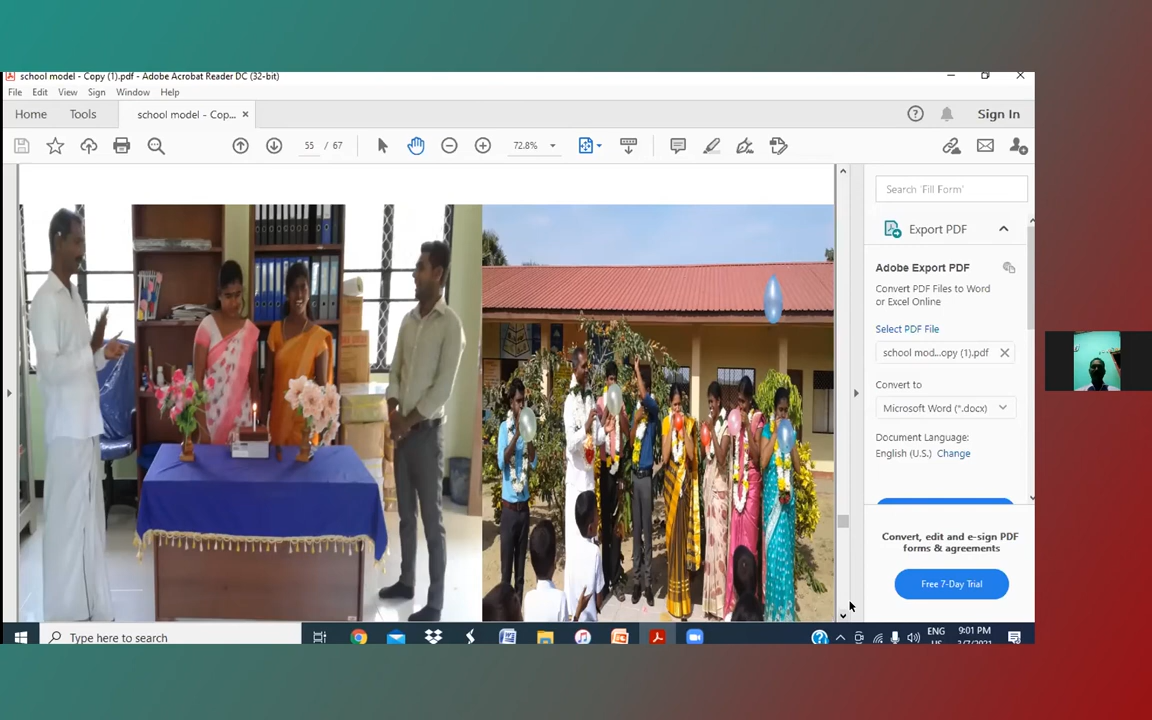 school model - Copy (1).pdf - Adobe Acrobat Reader DC (32-bit)
File Edit View Sign Window Help
Home Tools school model - Cop... × Sign In
55 / 67 72.8%
Search 'Fill Form'
Export PDF
Adobe Export PDF
Convert PDF Files to Word
or Excel Online
Select PDF File
school mod...opy (1).pdf
Convert to
Microsoft Word (*.docx)
Document Language:
English (U.S.) Change
Convert, edit and e-sign PDF
forms & agreements
Free 7-Day Trial
Type here to search
ENG 9:01 PM